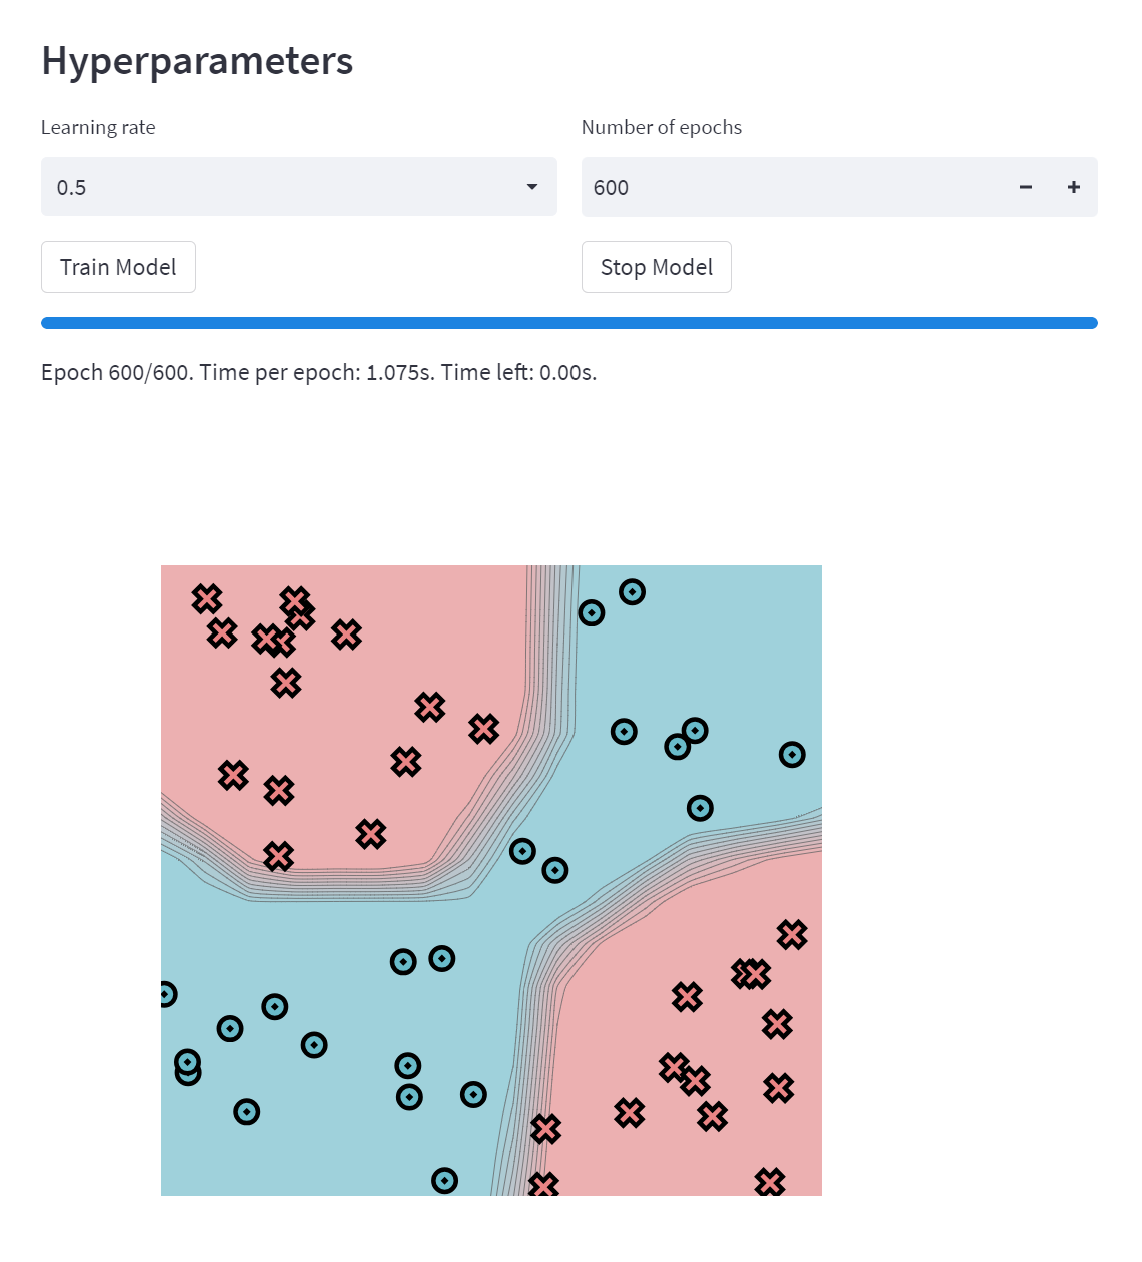 Hyperparameters
Learning rate
Number of epochs
0.5
600
Train Model
Stop Model
Epoch 600/600. Time per epoch: 1.075s. Time left: 0.00s.